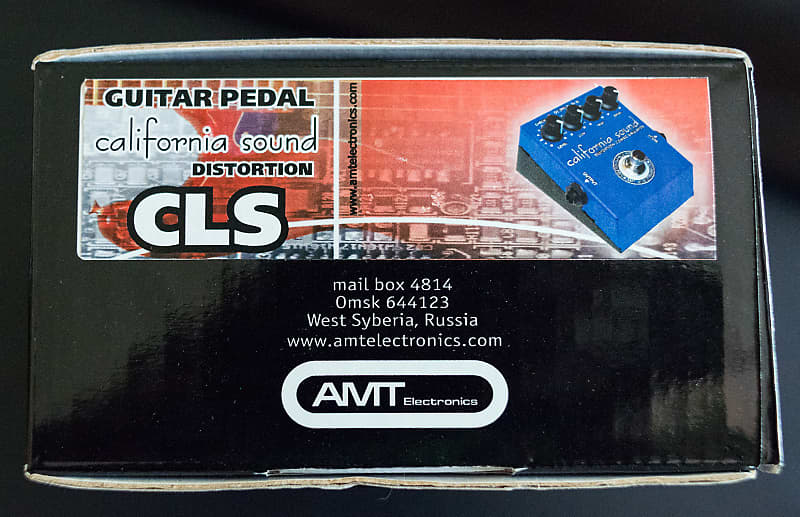 GUITAR PEDAL
california sound
DISTORTION
CLS
www.amtelectronics.com
california sound
mail box 4814
Omsk 644123
West Syberia, Russia
www.amtelectronics.com
AMT Electronics